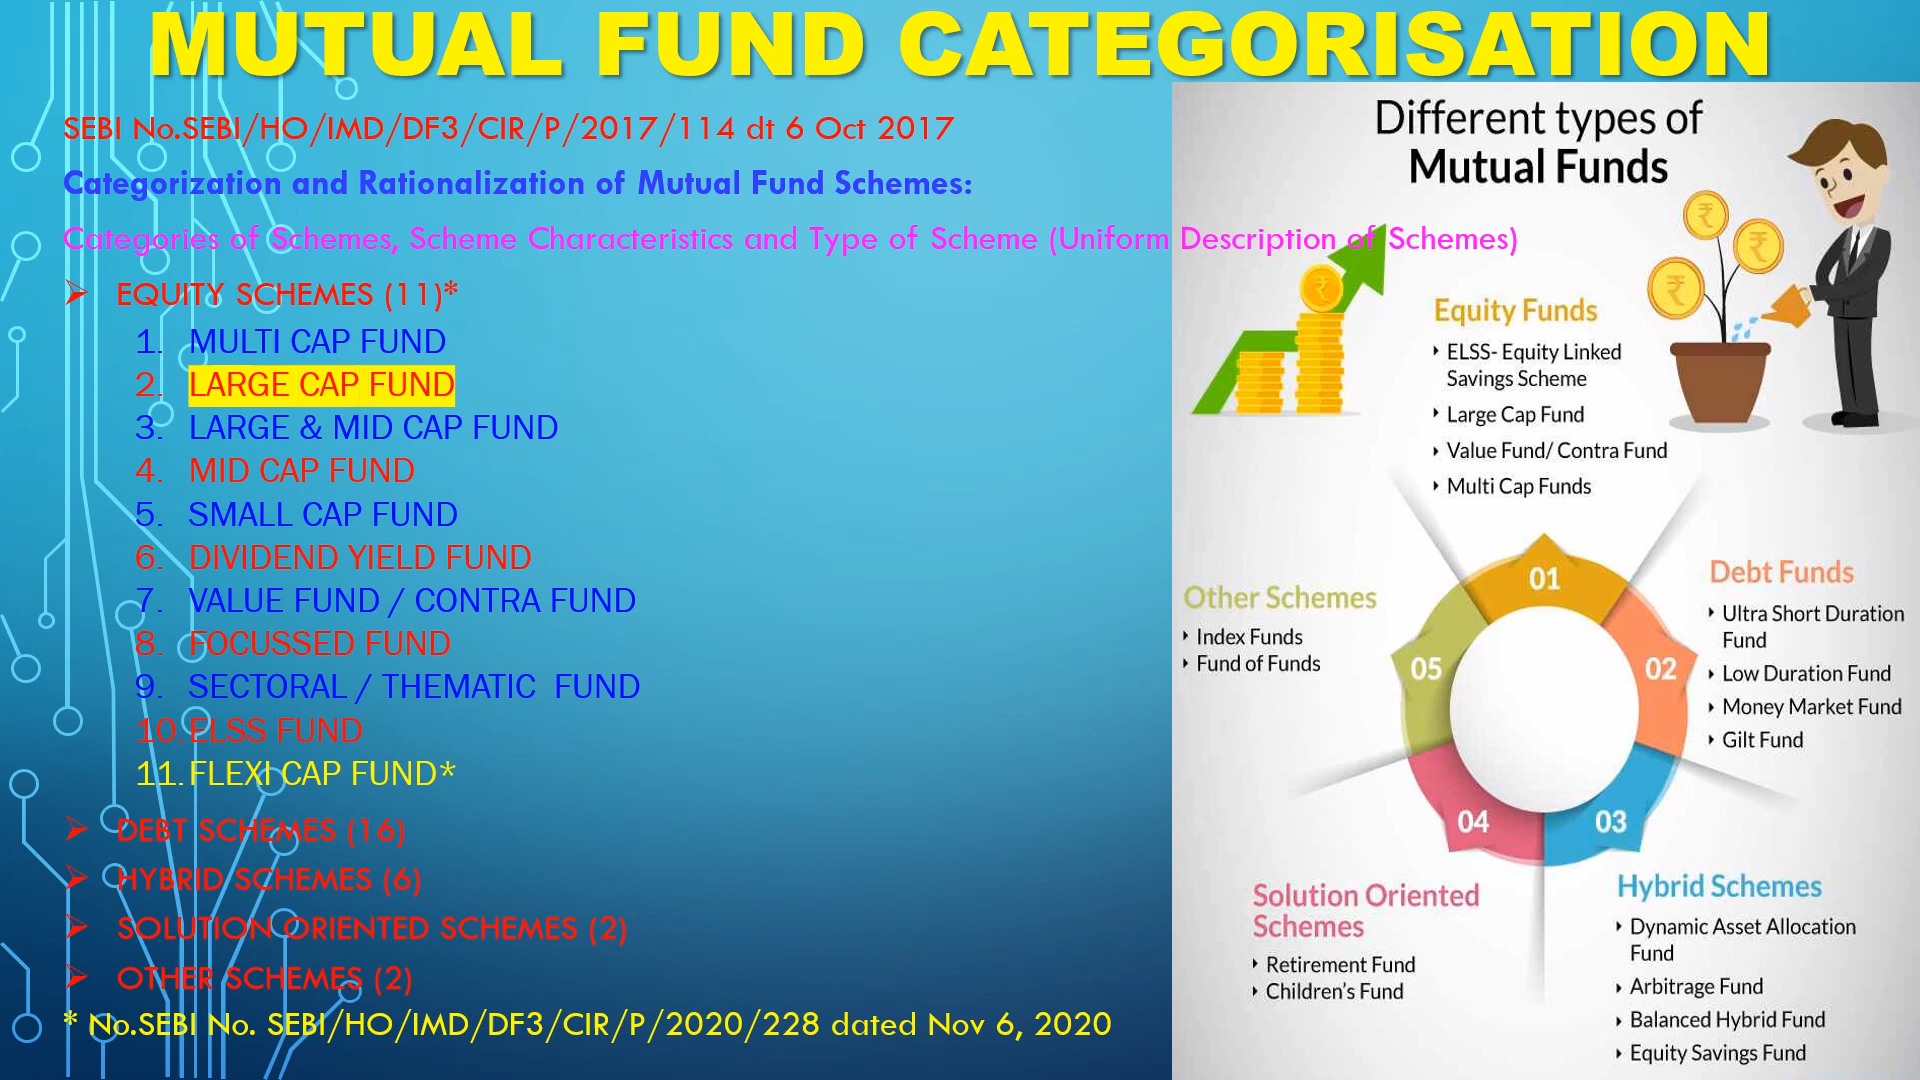 MUTUAL FUND CATEGORISATION
SEBI No.SEBI/HO/IMD/DF3/CIR/P/2017/114 dt 6 Oct 2017
Categorization and Rationalization of Mutual Fund Schemes:
Categories of Schemes, Scheme Characteristics and Type of Scheme (Uniform Description of Schemes)
EQUITY SCHEMES (11)*
1. MULTI CAP FUND
2. LARGE CAP FUND
3. LARGE & MID CAP FUND
4. MID CAP FUND
5. SMALL CAP FUND
6. DIVIDEND YIELD FUND
7. VALUE FUND / CONTRA FUND
8. FOCUSSED FUND
9. SECTORAL / THEMATIC FUND
10. ELSS FUND
11. FLEXI CAP FUND*
DEBT SCHEMES (16)
HYBRID SCHEMES (6)
SOLUTION ORIENTED SCHEMES (2)
OTHER SCHEMES (2)
* No.SEBI No. SEBI/HO/IMD/DF3/CIR/P/2020/228 dated Nov 6, 2020
Different types of
Mutual Funds
Equity Funds
ELSS- Equity Linked
Savings Scheme
Large Cap Fund
Value Fund/ Contra Fund
Multi Cap Funds
01
Debt Funds
Ultra Short Duration
Fund
Low Duration Fund
Money Market Fund
Gilt Fund
02
Hybrid Schemes
Dynamic Asset Allocation
Fund
Arbitrage Fund
Balanced Hybrid Fund
Equity Savings Fund
03
Solution Oriented
Schemes
Retirement Fund
Children's Fund
04
Other Schemes
Index Funds
Fund of Funds
05
₹
₹
₹
₹